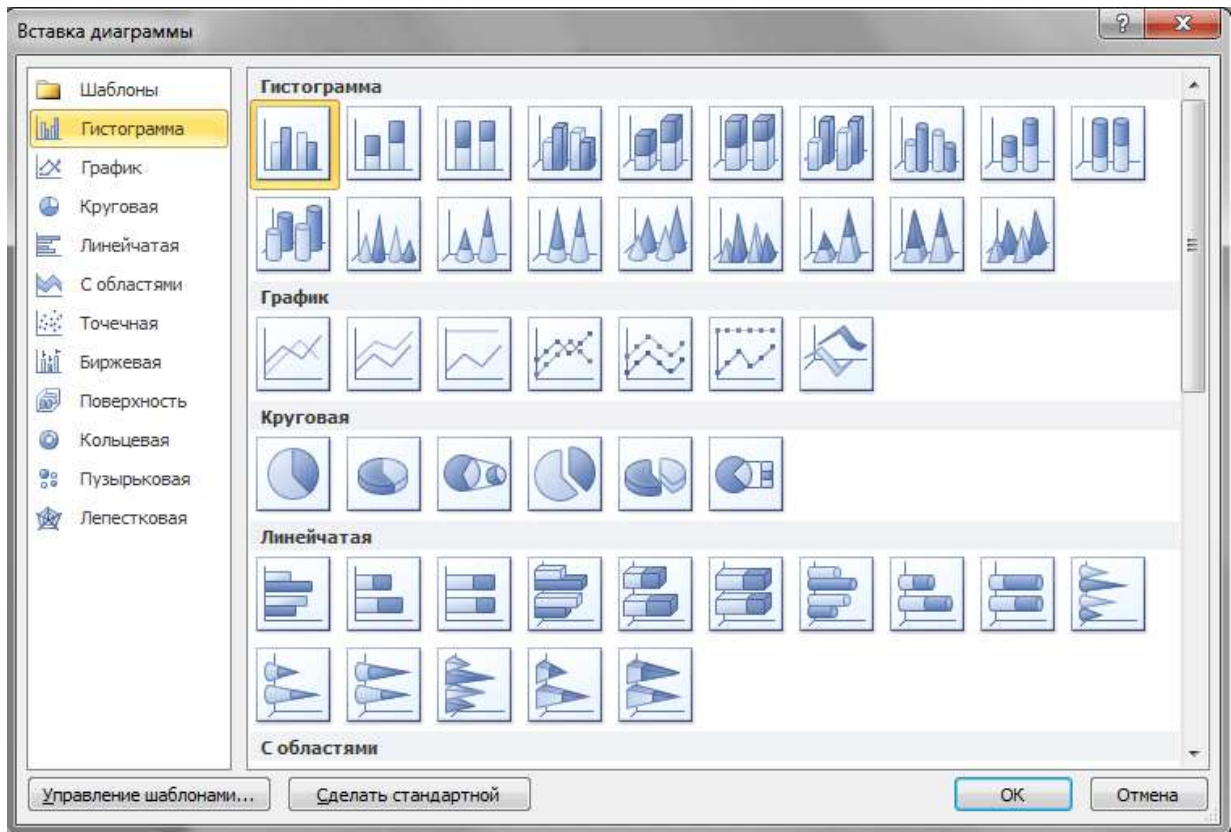 Вставка диаграммы
Шаблоны
Гистограмма
График
Круговая
Линейчатая
С областями
Точечная
Биржевая
Поверхность
Кольцевая
Пузырьковая
Лепестковая
Гистограмма
График
Круговая
Линейчатая
С областями
Управление шаблонами...
Сделать стандартной
ОК
Отмена